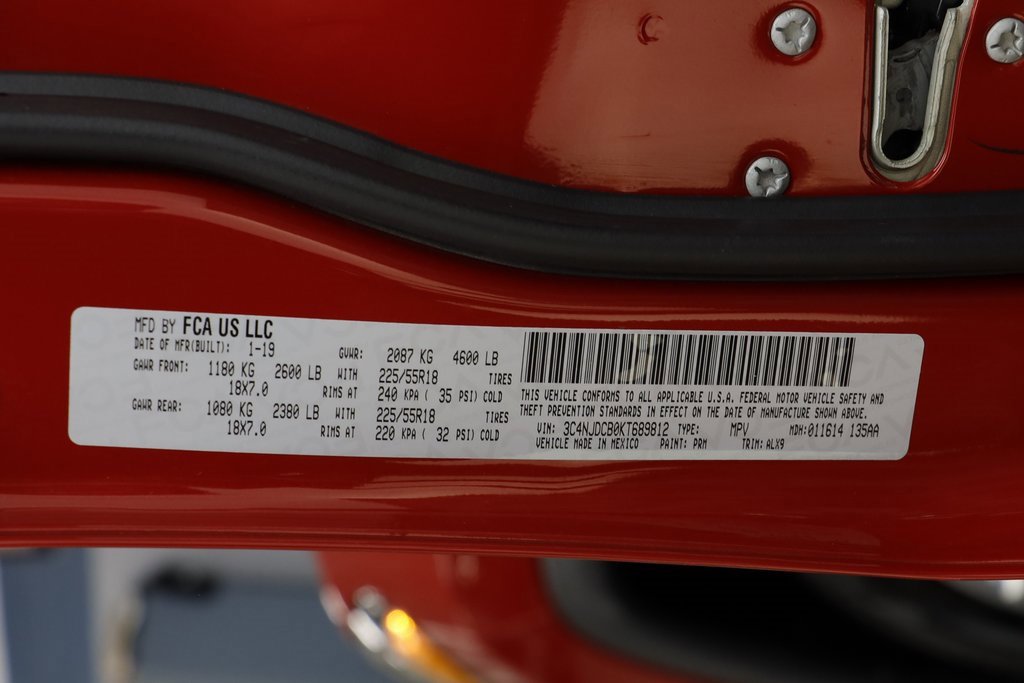 MFD BY FCA US LLC
DATE OF MFR(BUILT): 1-19 GVWR: 2087 KG 4600 LB
GAWR FRONT: 1180 KG 2600 LB WITH 225/55R18 TIRES
18X7.0 RIMS AT 240 KPA ( 35 PSI) COLD
GAWR REAR: 1080 KG 2380 LB WITH 225/55R18 TIRES
18X7.0 RIMS AT 220 KPA ( 32 PSI) COLD
THIS VEHICLE CONFORMS TO ALL APPLICABLE U.S.A. FEDERAL MOTOR VEHICLE SAFETY AND
THEFT PREVENTION STANDARDS IN EFFECT ON THE DATE OF MANUFACTURE SHOWN ABOVE.
VIN: 3C4NJDCB0KT689812 TYPE: MPV MDH:011614 135AA
VEHICLE MADE IN MEXICO PAINT: PRM TRIM:ALX9